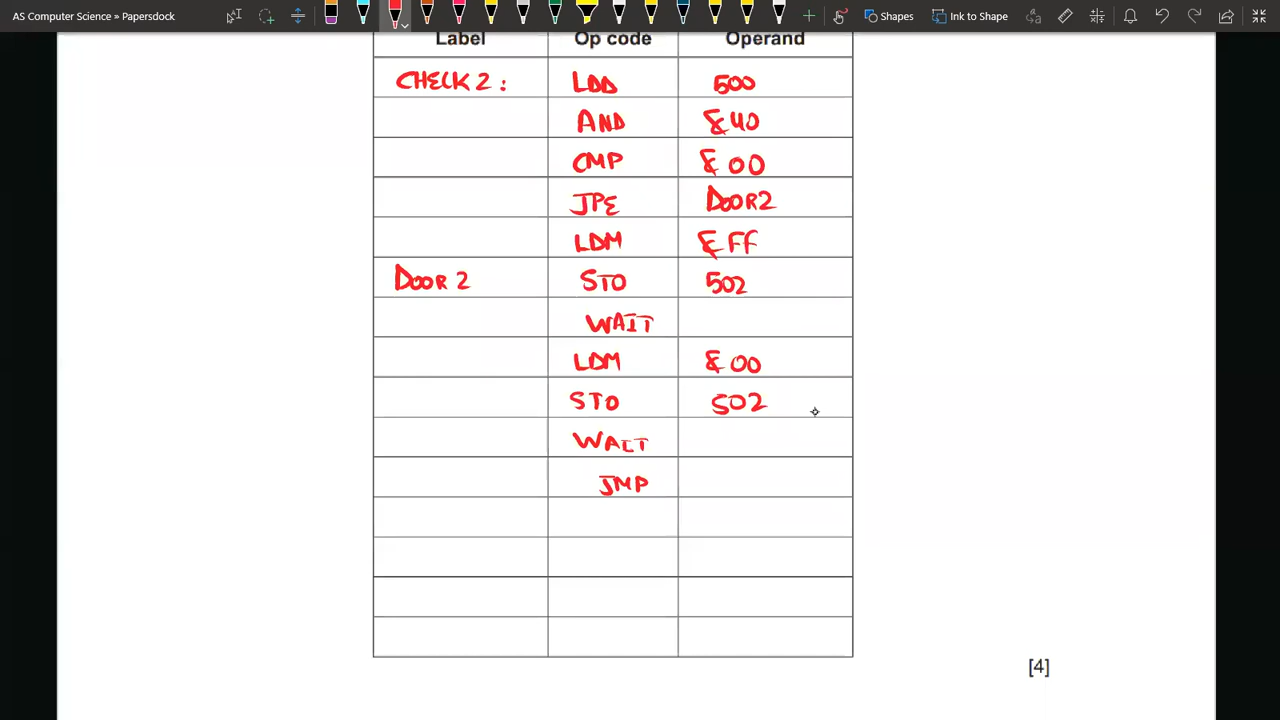 AS Computer Science » Papersdock
Shapes
Ink to Shape
Label Op code Operand
CHECK 2 : LDD 500
AND &40
CMP &00
JPE DOOR2
LDM &FF
DOOR 2 STO 502
WAIT
LDM &00
STO 502
WAIT
JMP
[4]